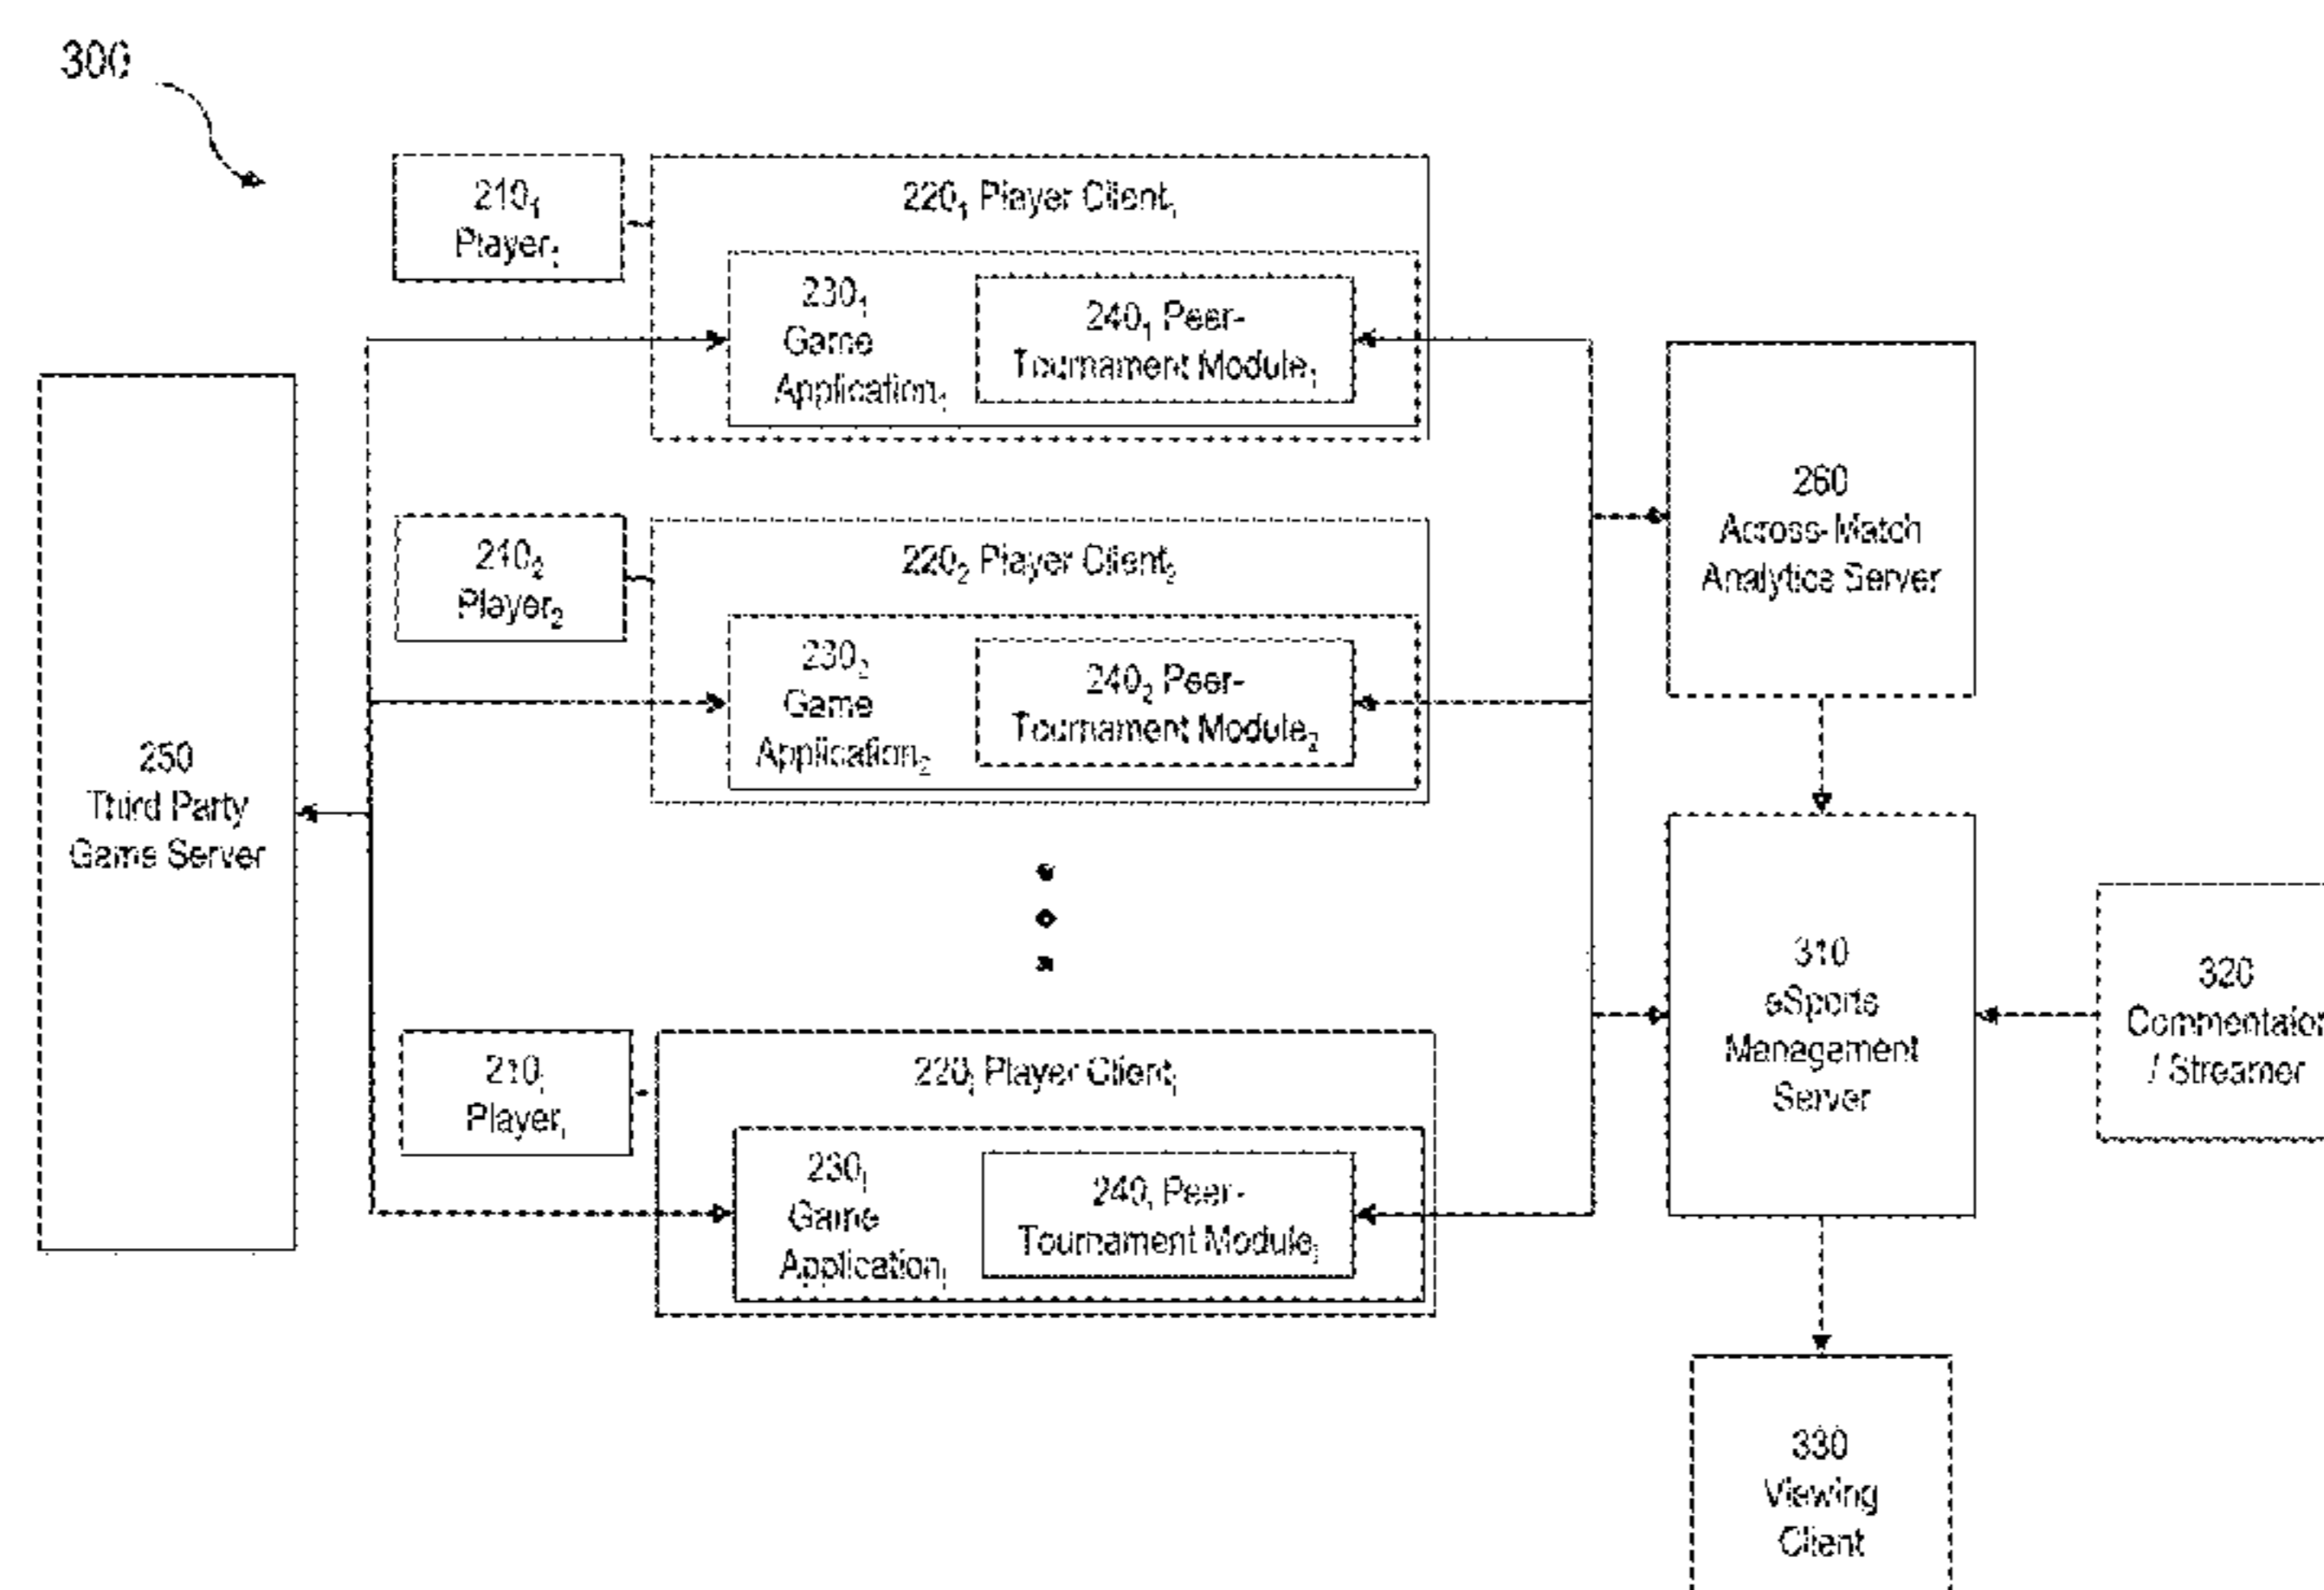 300
210₁
Player₁
220₁ Player Client₁
230₁
Game
Application₁
240₁ Peer-
Tournament Module₁
210₂
Player₂
220₂ Player Client₂
230₂
Game
Application₂
240₂ Peer-
Tournament Module₂
250
Third Party
Game Server
260
Across-Match
Analytics Server
310
eSports
Management
Server
320
Commentator
/ Streamer
210ᵢ
Playerᵢ
220ᵢ Player Clientᵢ
230ᵢ
Game
Applicationᵢ
240ᵢ Peer-
Tournament Moduleᵢ
330
Viewing
Client